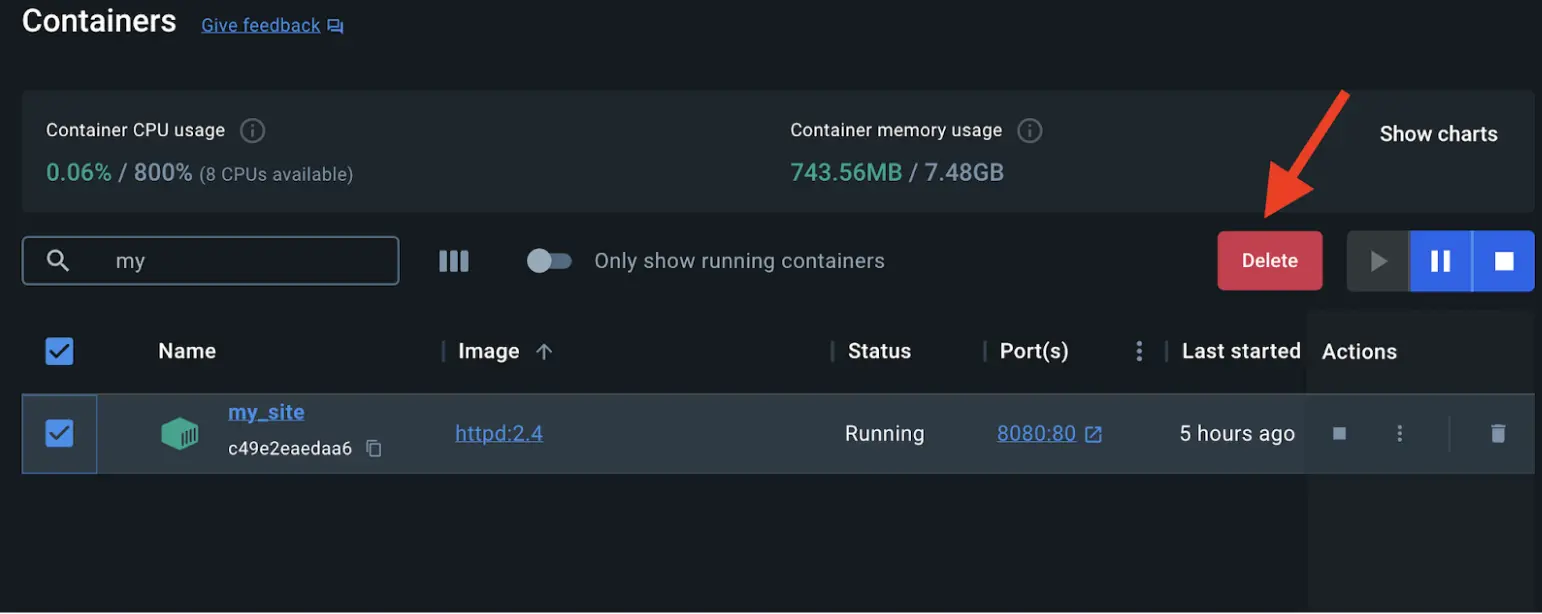 Containers Give feedback
Container CPU usage Container memory usage Show charts
0.06% / 800% (8 CPUs available) 743.56MB / 7.48GB
my Only show running containers Delete
Name Image Status Port(s) Last started Actions
my_site
httpd:2.4 Running 8080:80 5 hours ago
c49e2eaedaa6